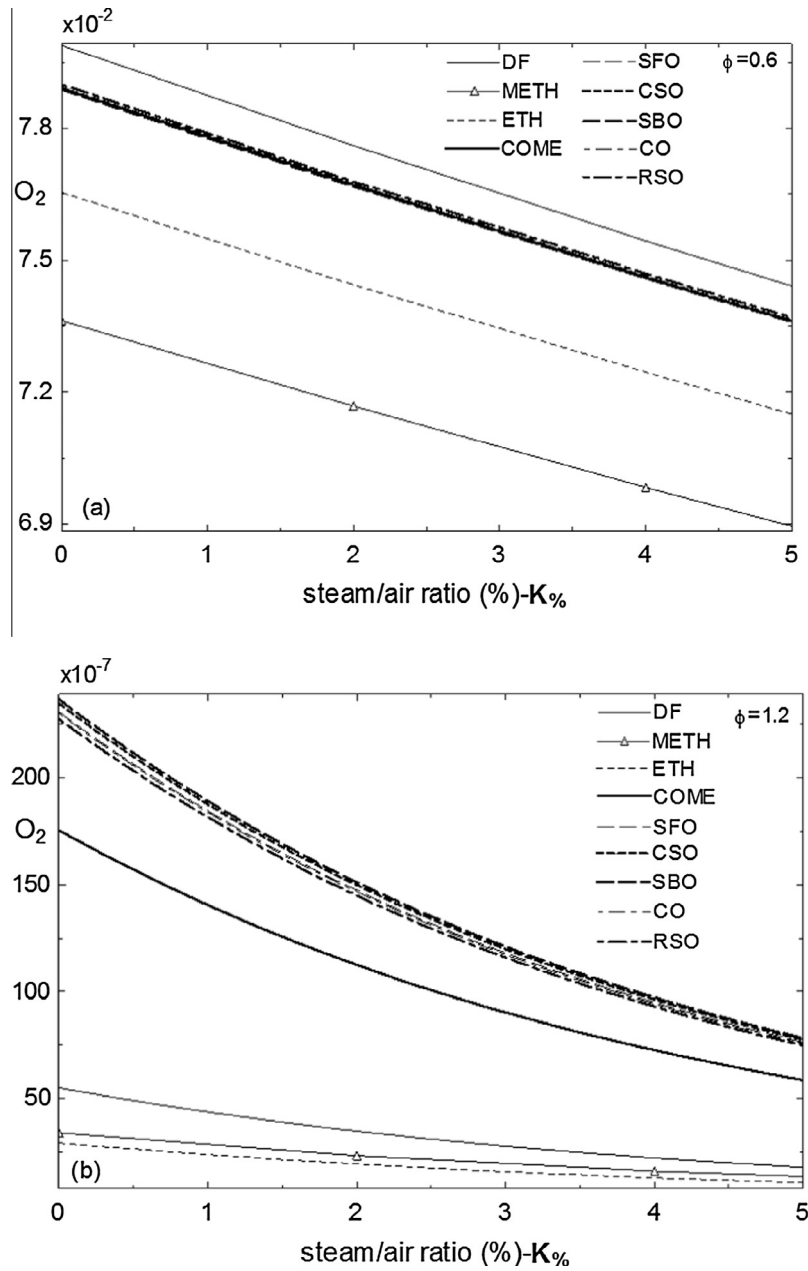 x10-2
DF
METH
ETH
COME
SFO
CSO
SBO
CO
RSO
ϕ=0.6
7.8
O2
7.5
7.2
6.9
(a)
0 1 2 3 4 5
steam/air ratio (%)-K%
x10-7
DF
METH
ETH
COME
SFO
CSO
SBO
CO
RSO
ϕ=1.2
200
O2
150
100
50
(b)
0 1 2 3 4 5
steam/air ratio (%)-K%